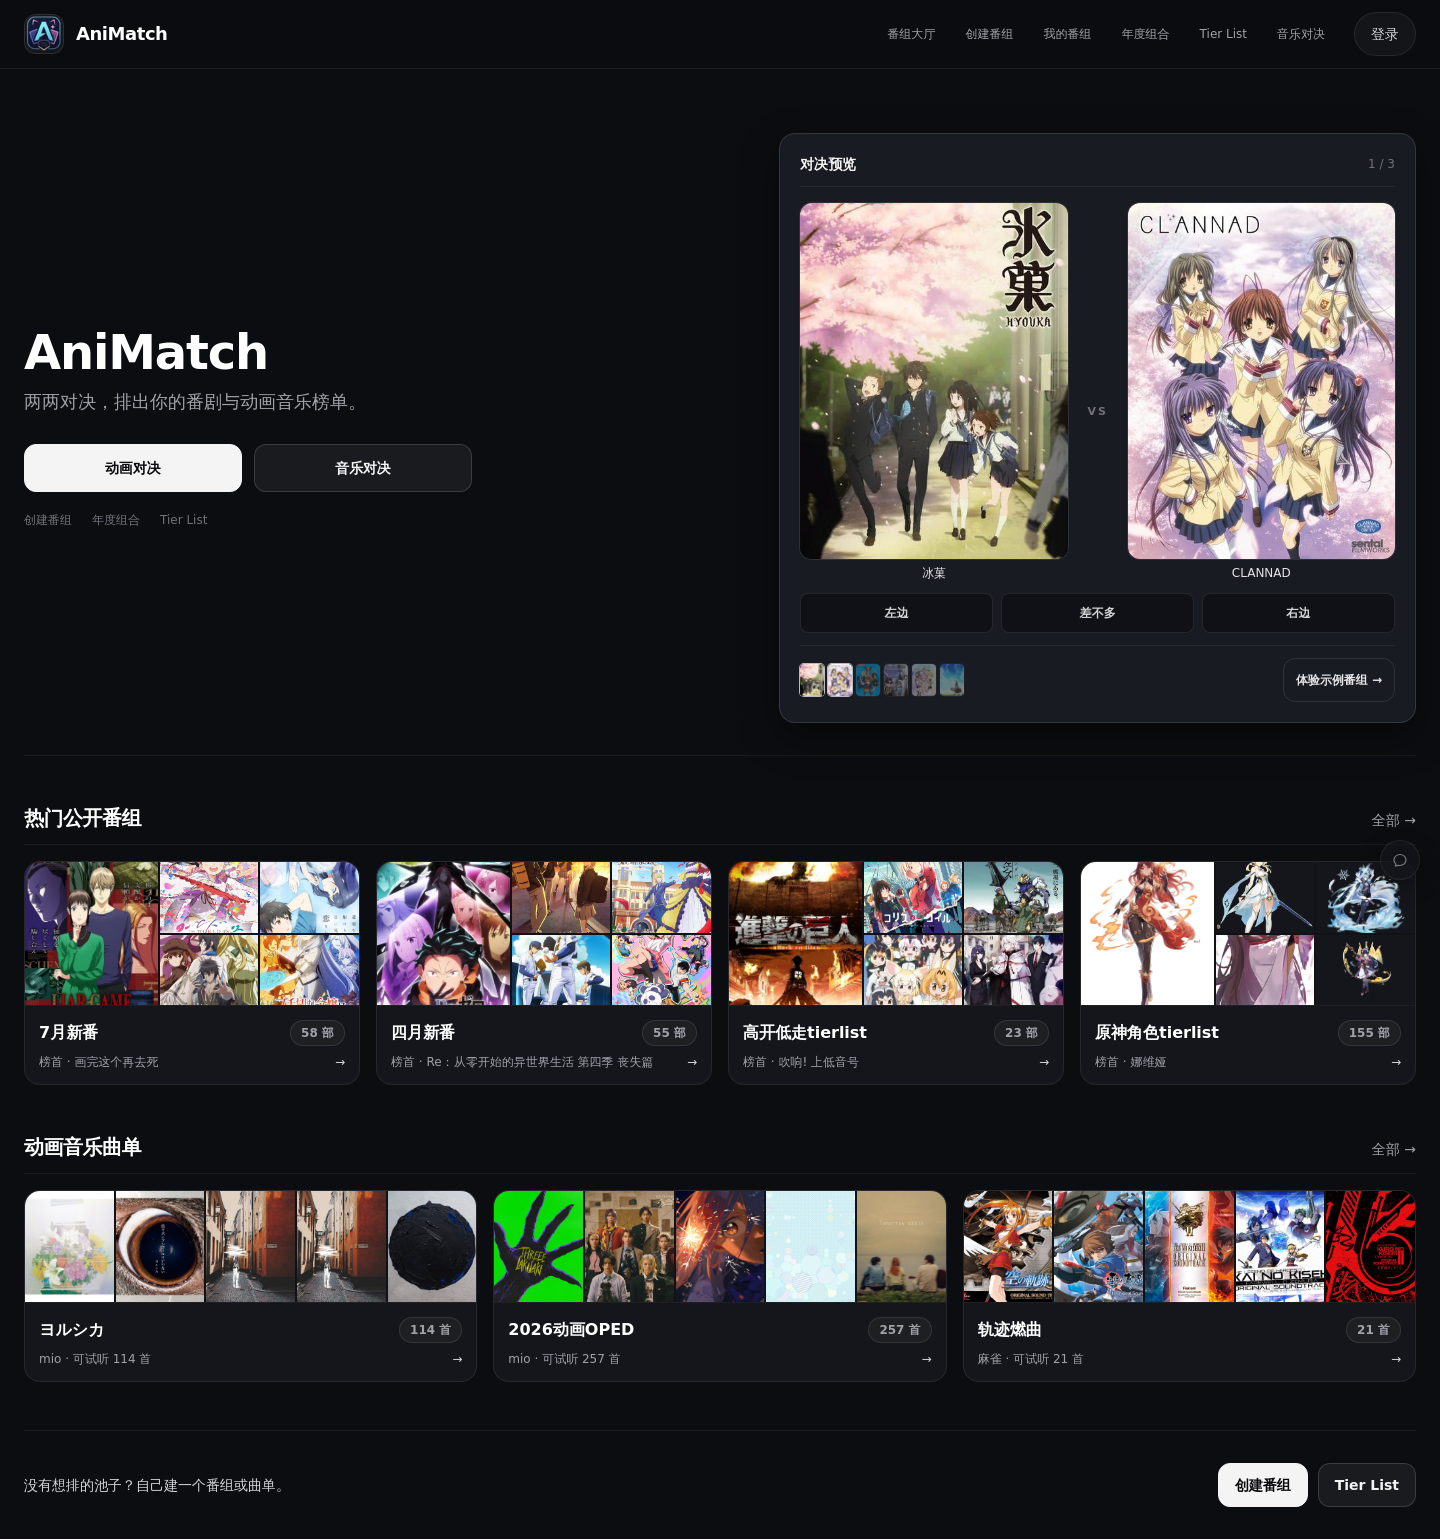 AniMatch
番组大厅
创建番组
我的番组
年度组合
Tier List
音乐对决
登录
AniMatch
两两对决，排出你的番剧与动画音乐榜单。
动画对决
音乐对决
创建番组
年度组合
Tier List
对决预览
1 / 3
氷菓
HYOUKA
CLANNAD
sentai
FILMWORKS
VS
冰菓
CLANNAD
左边
差不多
右边
体验示例番组 →
热门公开番组
全部 →
LIAR GAME
進撃の巨人
7月新番
58 部
榜首 · 画完这个再去死
→
四月新番
55 部
榜首 · Re：从零开始的异世界生活 第四季 丧失篇
→
高开低走tierlist
23 部
榜首 · 吹响! 上低音号
→
原神角色tierlist
155 部
榜首 · 娜维娅
→
动画音乐曲单
全部 →
空の軌跡
ヨルシカ
114 首
mio · 可试听 114 首
→
2026动画OPED
257 首
mio · 可试听 257 首
→
轨迹燃曲
21 首
麻雀 · 可试听 21 首
→
没有想排的池子？自己建一个番组或曲单。
创建番组
Tier List